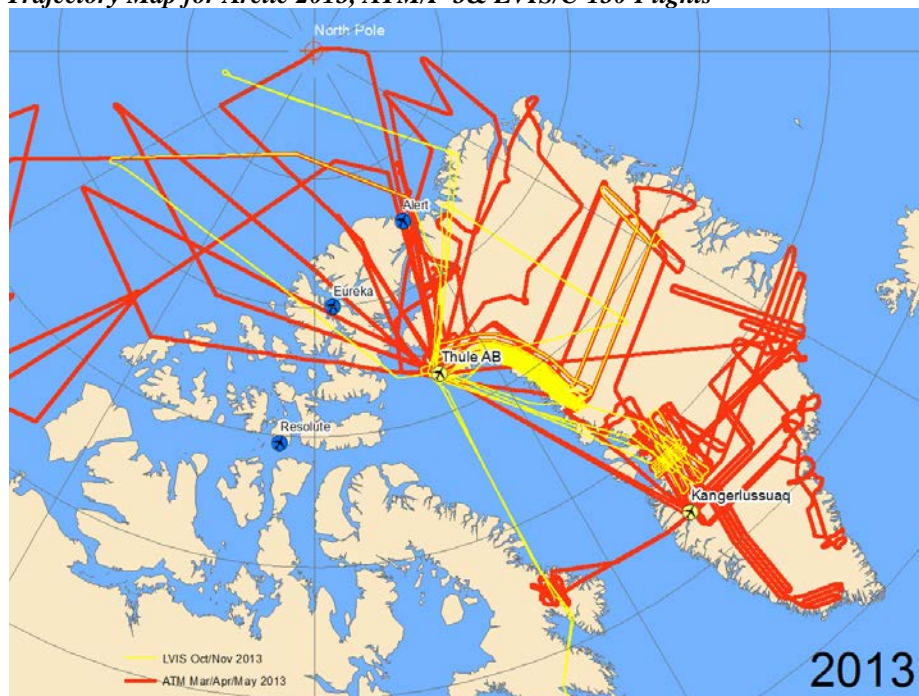 Trajectory Map for Arctic 2013, ATM/P-3& LVIS/C-130 Flights
North Pole
Alert
Eureka
Thule AB
Resolute
Kangerlussuaq
LVIS Oct/Nov 2013
ATM Mar/Apr/May 2013
2013